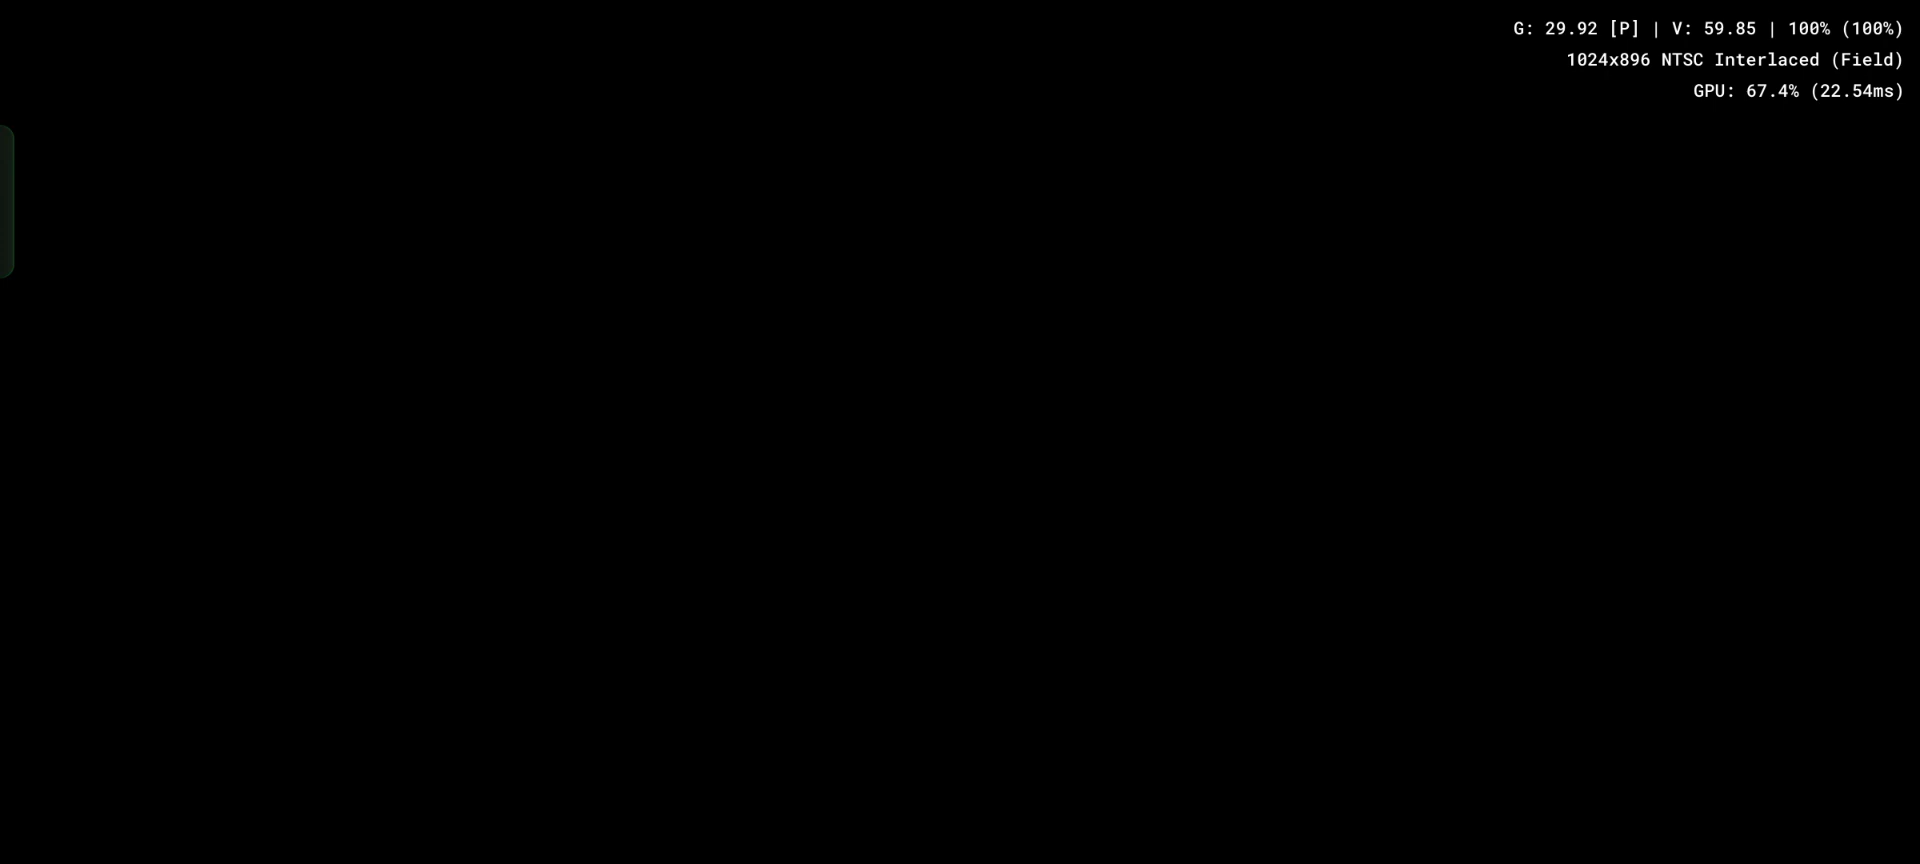 G: 29.92 [P] | V: 59.85 | 100% (100%)
1024x896 NTSC Interlaced (Field)
GPU: 67.4% (22.54ms)